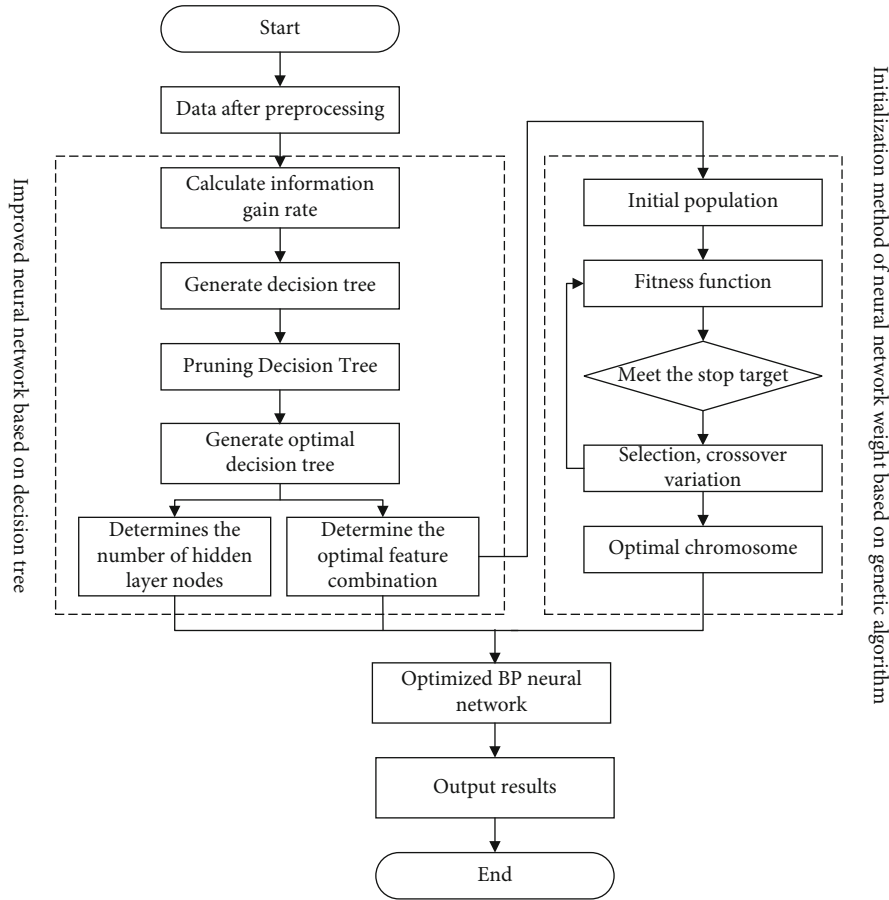 Start
Data after preprocessing
Improved neural network based on decision tree
Calculate information
gain rate
Generate decision tree
Pruning Decision Tree
Generate optimal
decision tree
Determines the
number of hidden
layer nodes
Determine the
optimal feature
combination
Initialization method of neural network weight based on genetic algorithm
Initial population
Fitness function
Meet the stop target
Selection, crossover
variation
Optimal chromosome
Optimized BP neural
network
Output results
End